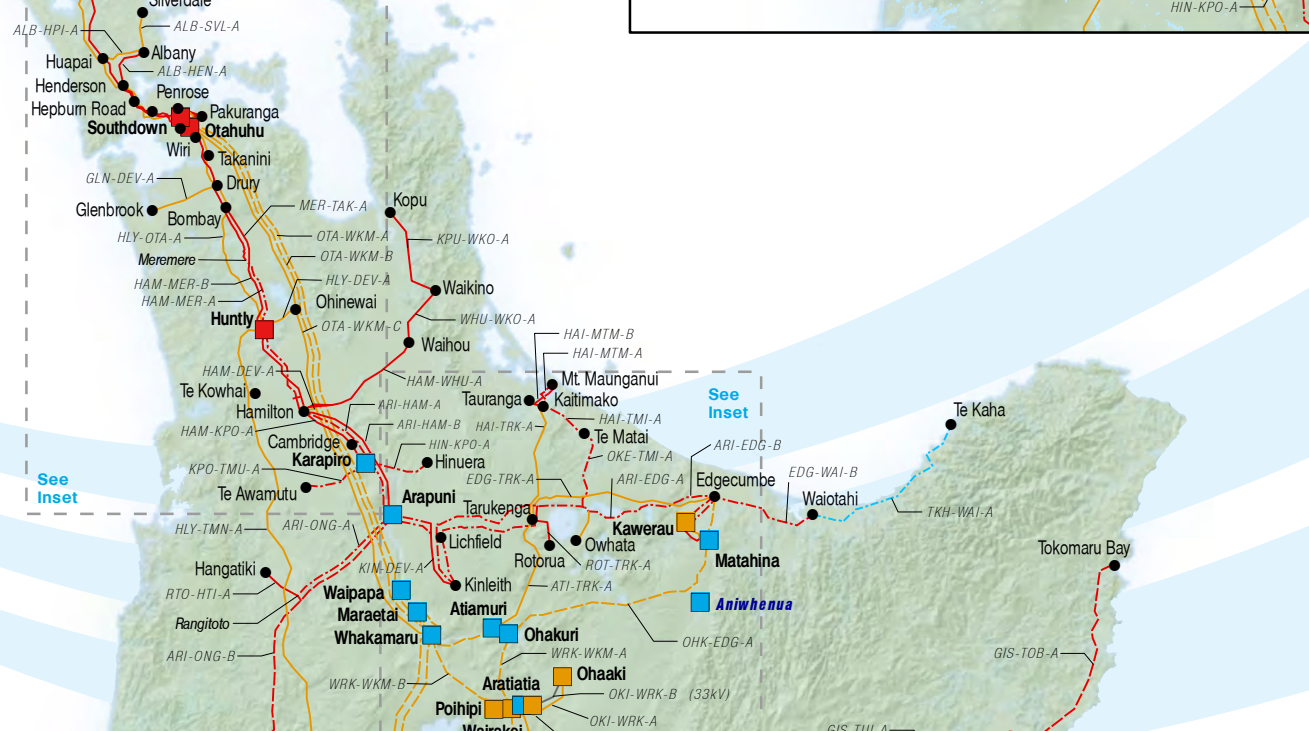 Silverdale
HIN-KPO-A
ALB-SVL-A
ALB-HPI-A
Albany
Huapai
ALB-HEN-A
Henderson
Penrose
Hepburn Road
Pakuranga
Southdown
Otahuhu
Wiri
Takanini
GLN-DEV-A
Drury
Kopu
MER-TAK-A
Glenbrook
Bombay
HLY-OTA-A
OTA-WKM-A
KPU-WKO-A
Meremere
OTA-WKM-B
HAM-MER-B
HLY-DEV-A
Waikino
HAM-MER-A
Ohinewai
Huntly
OTA-WKM-C
WHU-WKO-A
HAI-MTM-B
Waihou
HAI-MTM-A
HAM-DEV-A
HAM-WHU-A
Mt. Maunganui
Te Kowhai
Tauranga
Kaitimako
See
Inset
Hamilton
ARI-HAM-A
HAI-TMI-A
Te Kaha
HAM-KPO-A
ARI-HAM-B
HAI-TRK-A
Te Matai
Cambridge
HIN-KPO-A
ARI-EDG-B
Karapiro
Hinuera
OKE-TMI-A
KPO-TMU-A
EDG-TRK-A
ARI-EDG-A
Edgecumbe
EDG-WAI-B
See
Inset
Te Awamutu
Arapuni
Waiotahi
TKH-WAI-A
Tarukenga
HLY-TMN-A
ARI-ONG-A
Kawerau
Lichfield
Owhata
Tokomaru Bay
Rotorua
Matahina
Hangatiki
KIN-DEV-A
ROT-TRK-A
RTO-HTI-A
Waipapa
Kinleith
ATI-TRK-A
Maraetai
Atiamuri
Aniwhenua
Rangitoto
Whakamaru
Ohakuri
OHK-EDG-A
ARI-ONG-B
WRK-WKM-A
GIS-TOB-A
WRK-WKM-B
Aratiatia
Ohaaki
OKI-WRK-B (33kV)
Poihipi
OKI-WRK-A
Wairakei
GIS-TUI-A